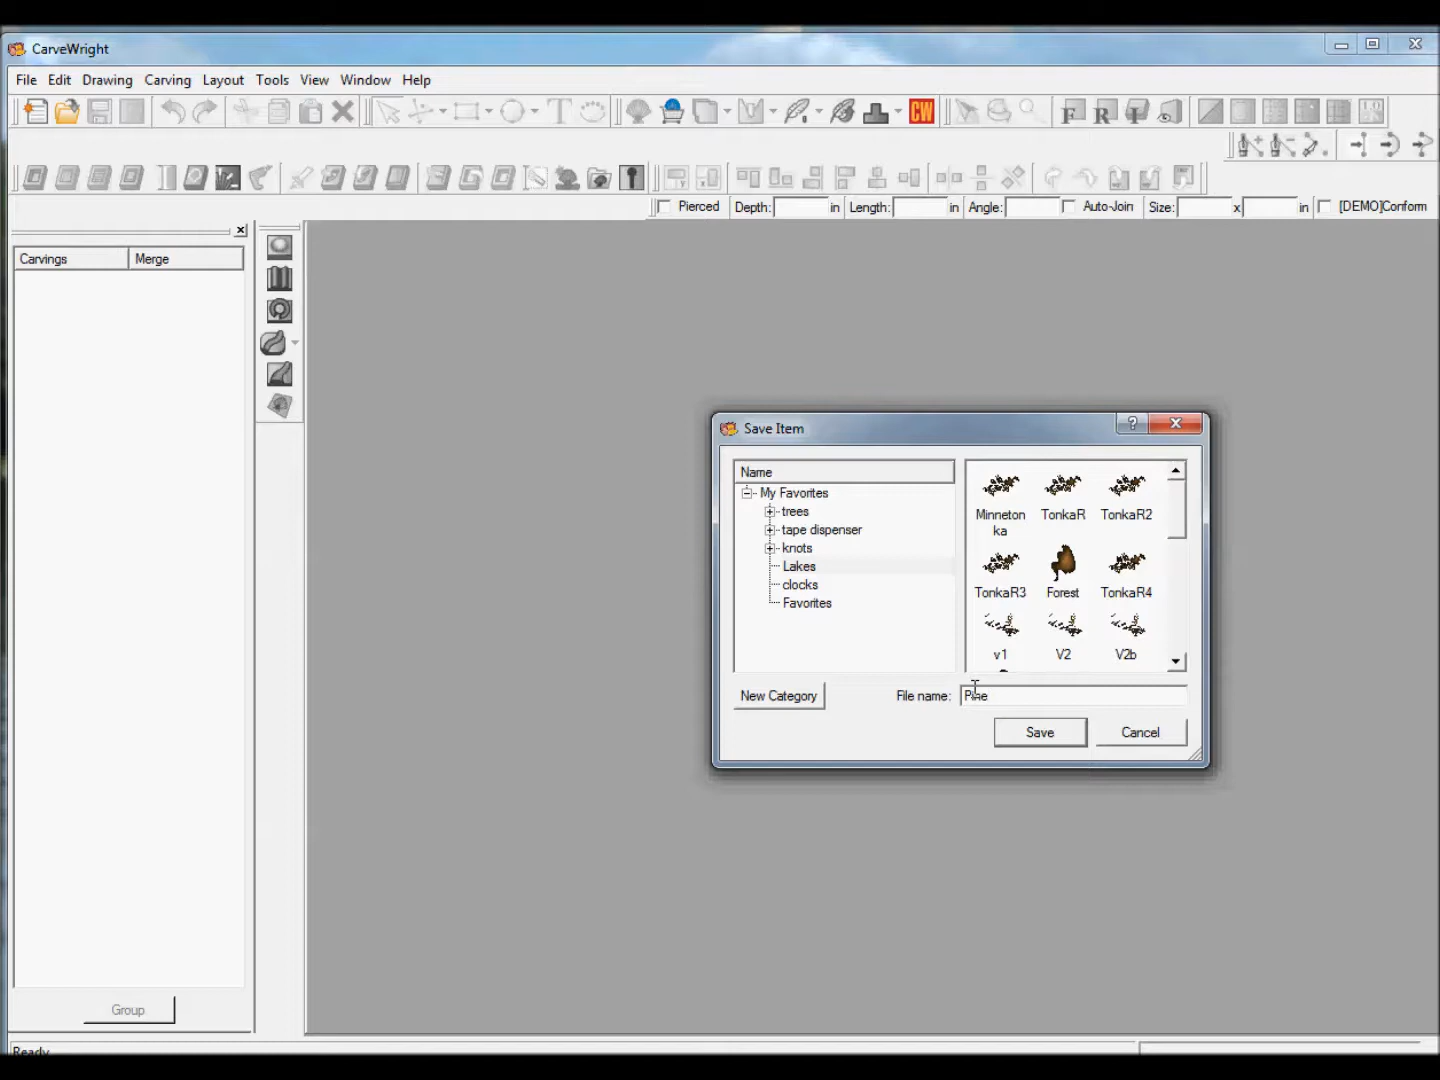 CarveWright
File Edit Drawing Carving Layout Tools View Window Help
CW
F R I
Pierced Depth: in Length: in Angle: Auto-Join Size: x in [DEMO]Conform
Carvings Merge
Save Item
Name
My Favorites
trees
tape dispenser
knots
Lakes
clocks
Favorites
Minnetonka TonkaR TonkaR2
TonkaR3 Forest TonkaR4
v1 V2 V2b
New Category File name: Pine
Save Cancel
Group
Ready